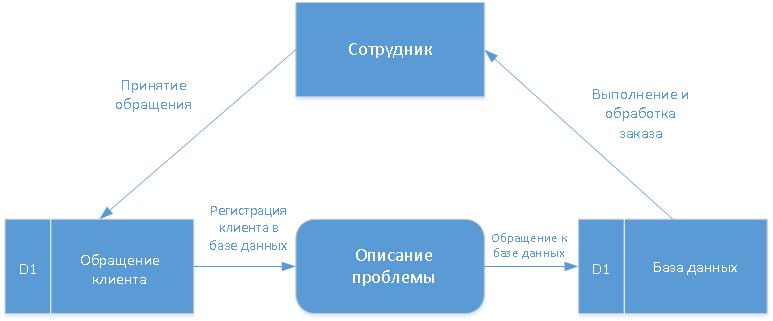 Сотрудник
Принятие
обращения
Выполнение и
обработка
заказа
D1
Обращение
клиента
Регистрация
клиента в
базе данных
Описание
проблемы
Обращение к
базе данных
D1
База данных